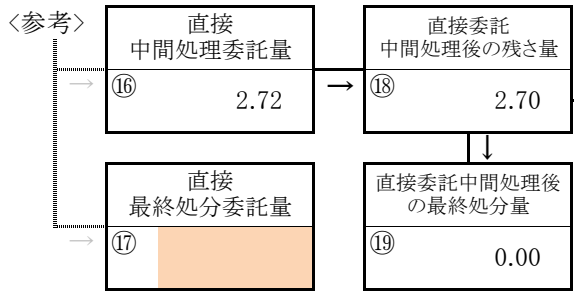 〈参考〉
直接
中間処理委託量
→
⑯
2.72
→
直接委託
中間処理後の残さ量
⑱
2.70
↓
直接
最終処分委託量
→
⑰
直接委託中間処理後
の最終処分量
⑲
0.00